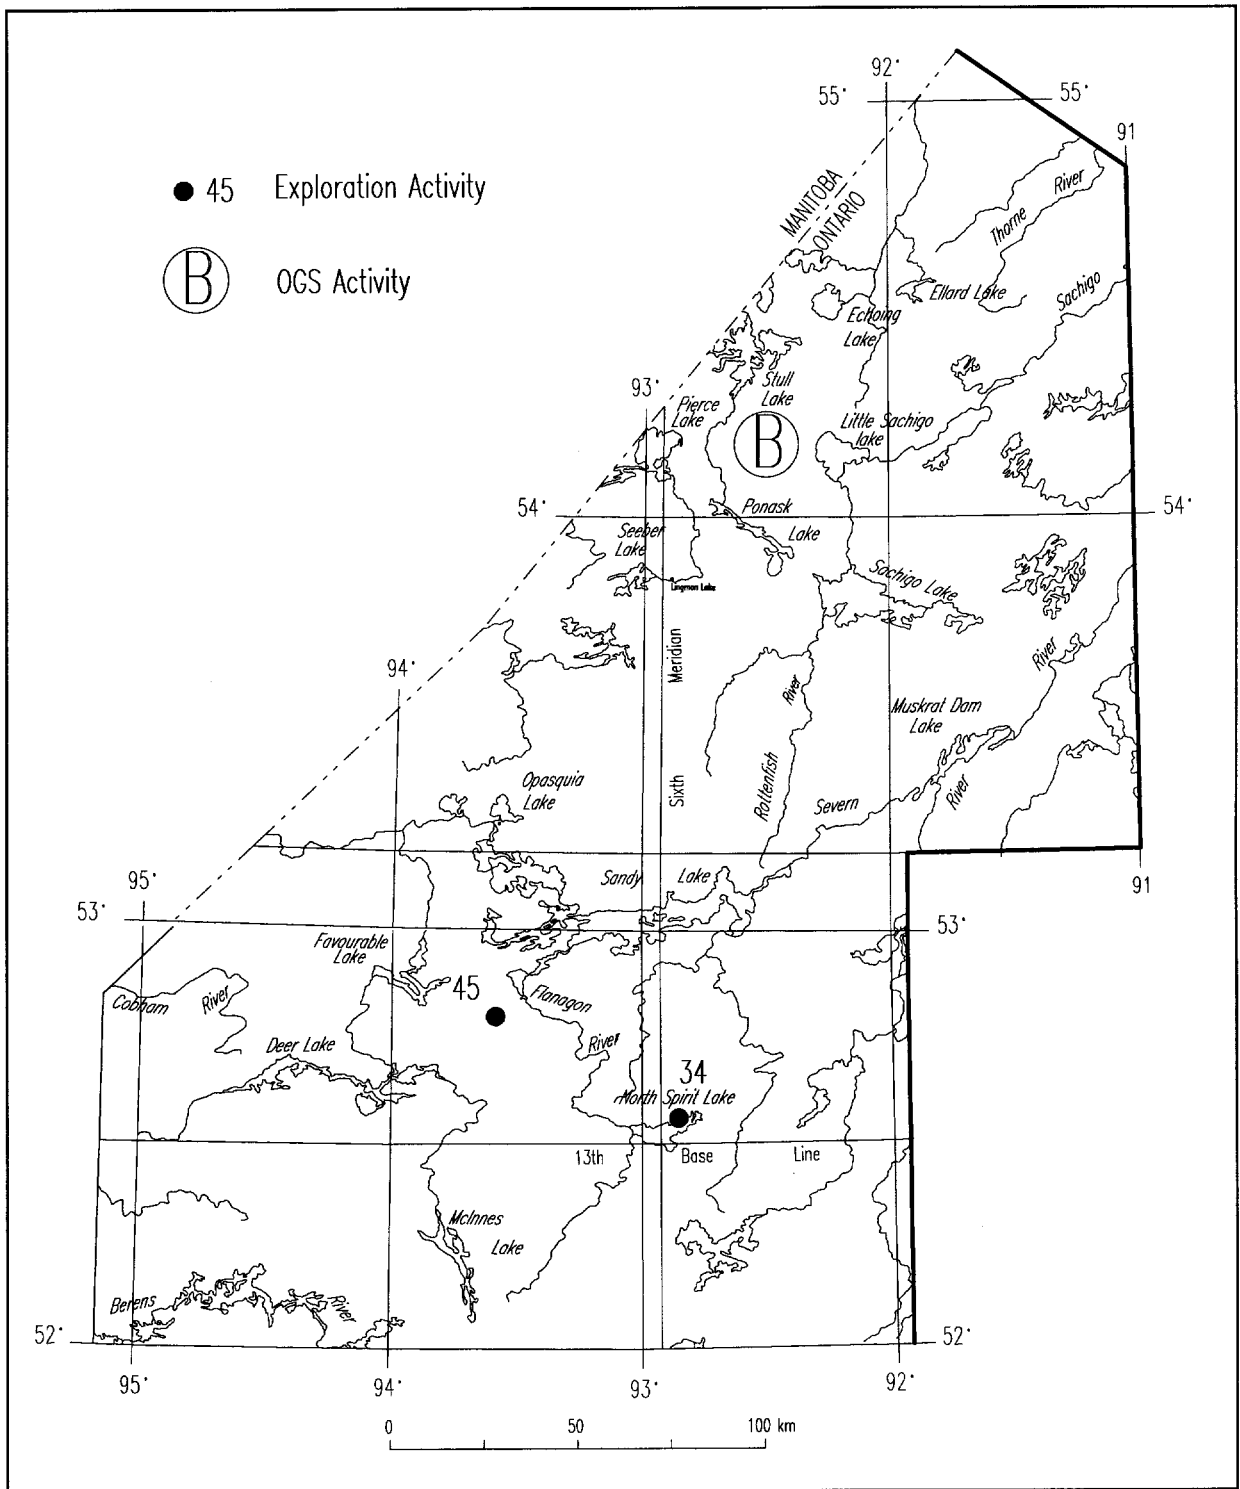 92°
55°
55°
91
45 Exploration Activity
B OGS Activity
MANITOBA
ONTARIO
Thorne River
Ellard Lake
Sachigo
Echoing
Lake
Stull
Lake
93°
Pierce
Lake
Little Sachigo
lake
B
54°
54°
Ponask
Lake
Seeber
Lake
Lingman Lake
Sachigo Lake
Meridian
River
94°
River
Muskrat Dam
Lake
Opasquia
Lake
Sixth
Rottenfish
Severn
River
Sandy Lake
95°
91
53°
53°
Favourable
Lake
45
Flanagan
Cobham
River
River
Deer Lake
34
North Spirit Lake
13th Base Line
McInnes
Lake
Berens
River
52°
52°
95°
94°
93°
92°
0 50 100 km